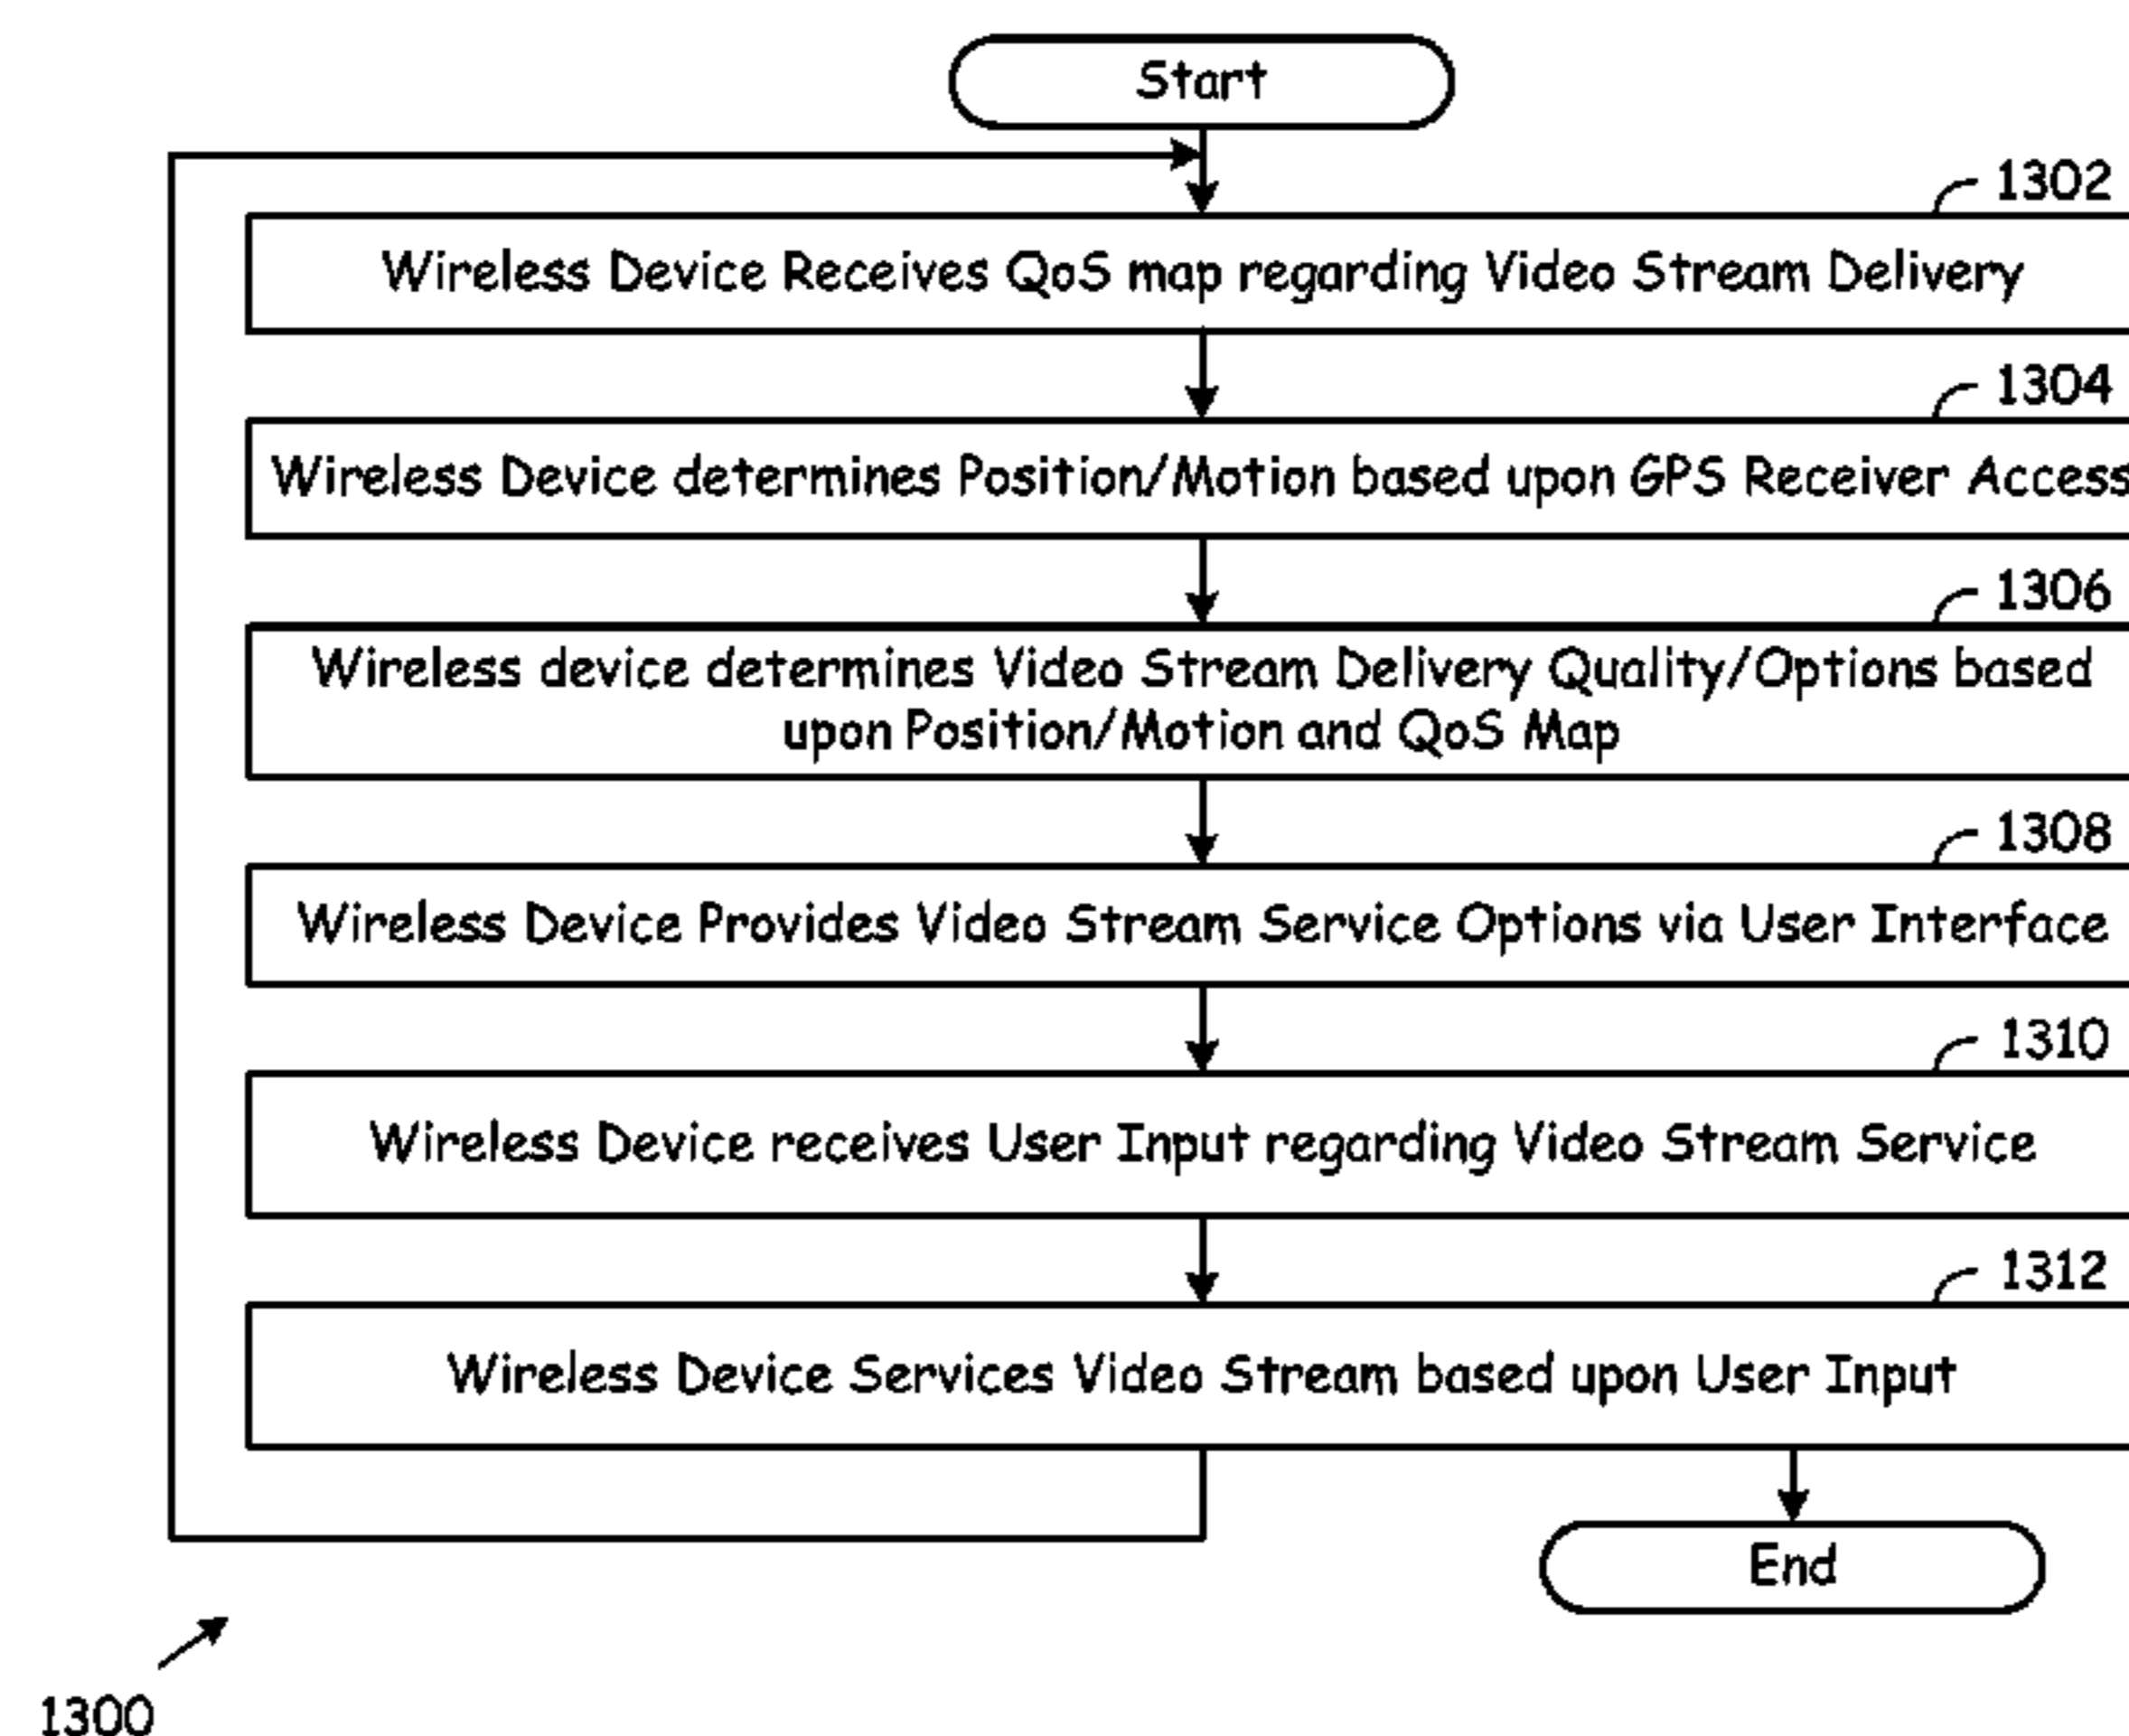 Start
1302
Wireless Device Receives QoS map regarding Video Stream Delivery
1304
Wireless Device determines Position/Motion based upon GPS Receiver Access
1306
Wireless device determines Video Stream Delivery Quality/Options based
upon Position/Motion and QoS Map
1308
Wireless Device Provides Video Stream Service Options via User Interface
1310
Wireless Device receives User Input regarding Video Stream Service
1312
Wireless Device Services Video Stream based upon User Input
End
1300